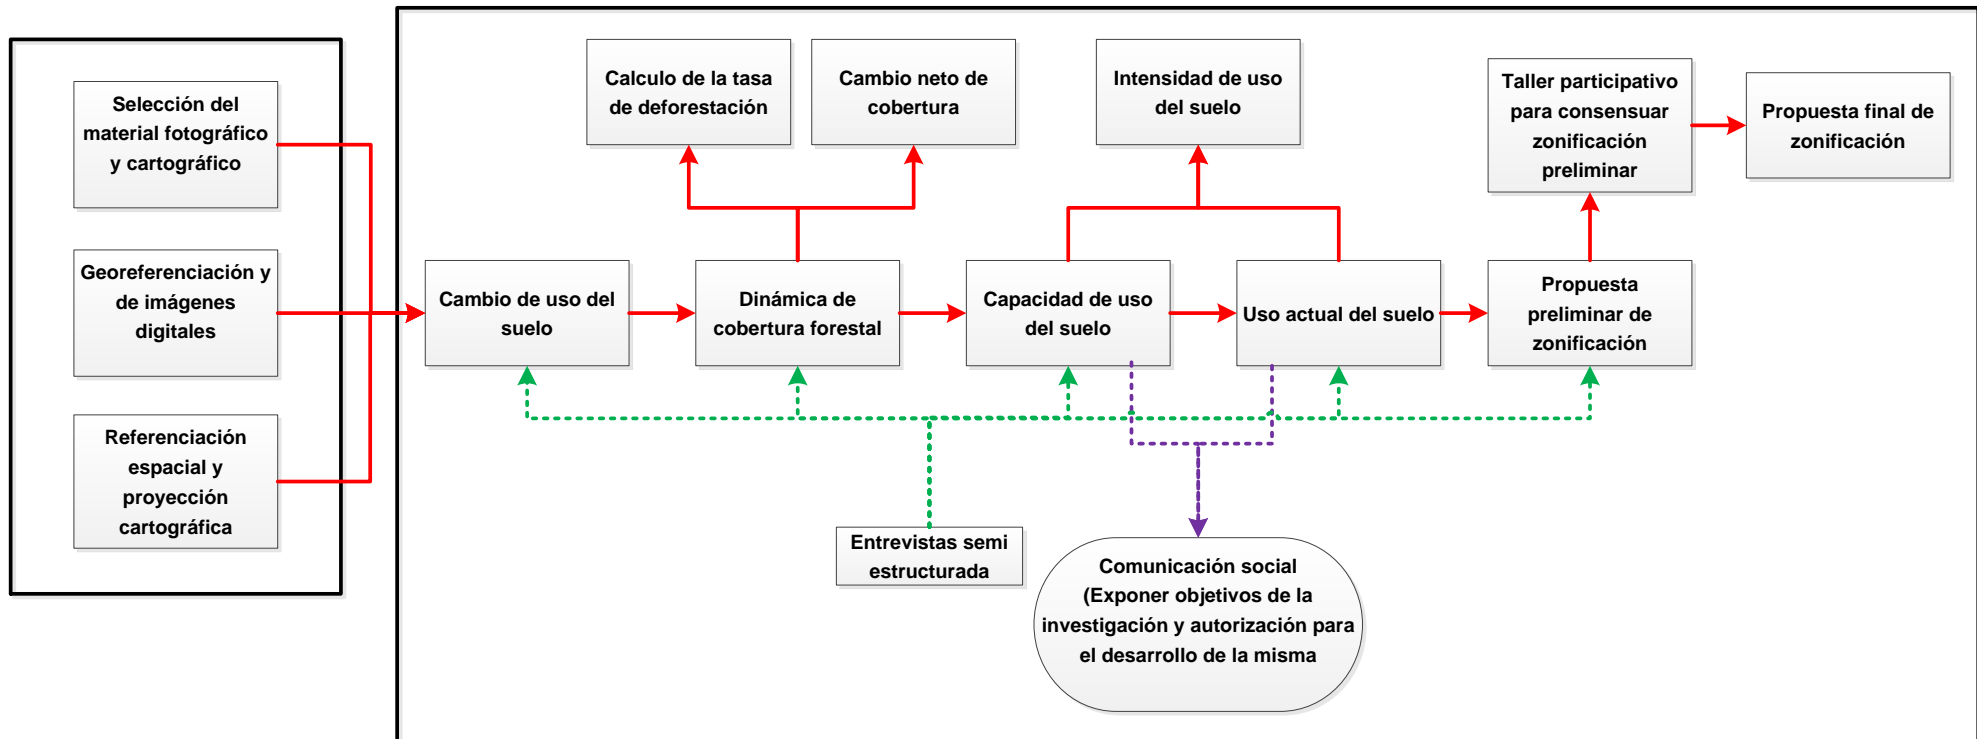 Selección del
material fotográfico
y cartográfico
Georeferenciación y
de imágenes
digitales
Referenciación
espacial y
proyección
cartográfica
Calculo de la tasa
de deforestación
Cambio neto de
cobertura
Intensidad de uso
del suelo
Taller participativo
para consensuar
zonificación
preliminar
Propuesta final de
zonificación
Cambio de uso del
suelo
Dinámica de
cobertura forestal
Capacidad de uso
del suelo
Uso actual del suelo
Propuesta
preliminar de
zonificación
Entrevistas semi
estructurada
Comunicación social
(Exponer objetivos de la
investigación y autorización para
el desarrollo de la misma